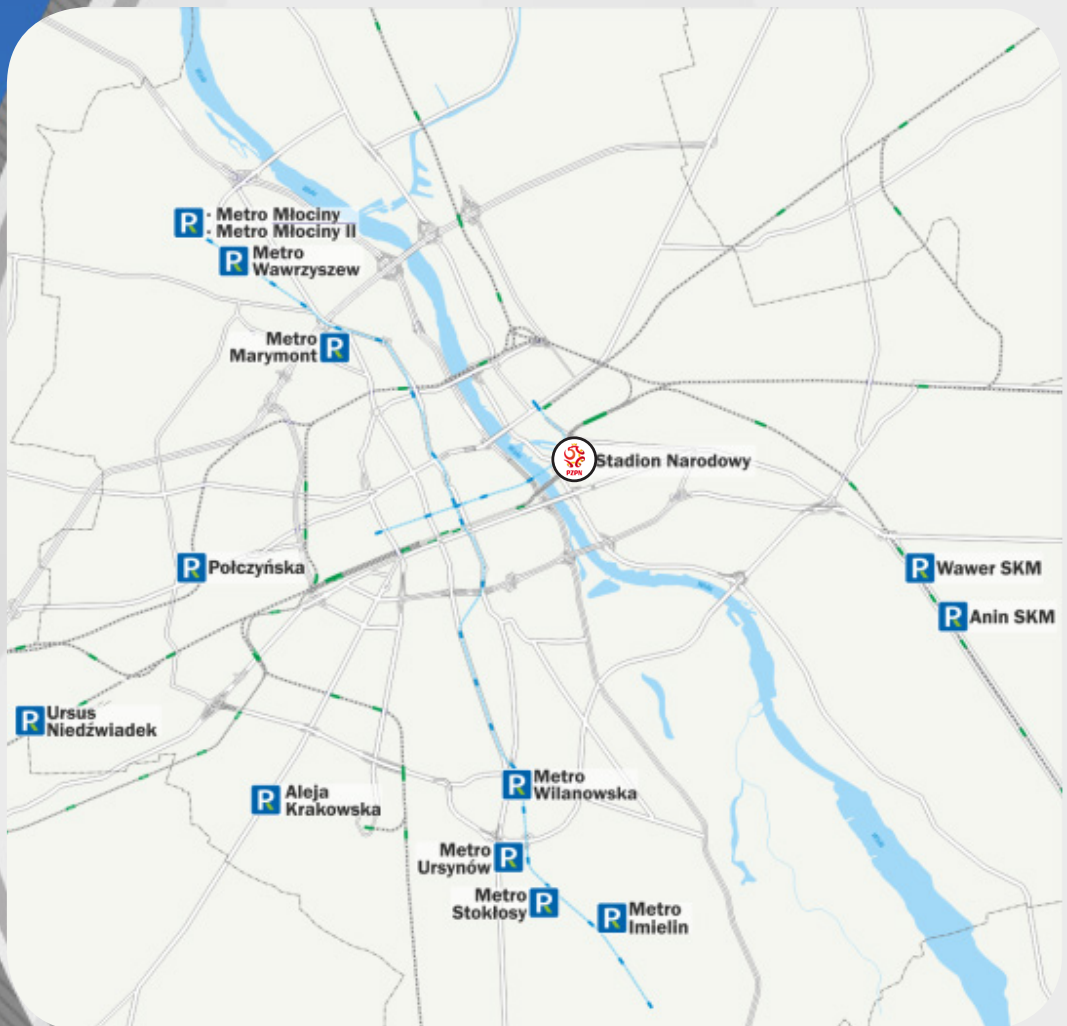 - Metro Młociny
- Metro Młociny II
Metro
Wawrzyszew
Metro
Marymont
PZPN
Stadion Narodowy
Połczyńska
Wawer SKM
Anin SKM
Ursus
Niedźwiadek
Aleja
Krakowska
Metro
Wilanowska
Metro
Ursynów
Metro
Stokłosy
Metro
Imielin